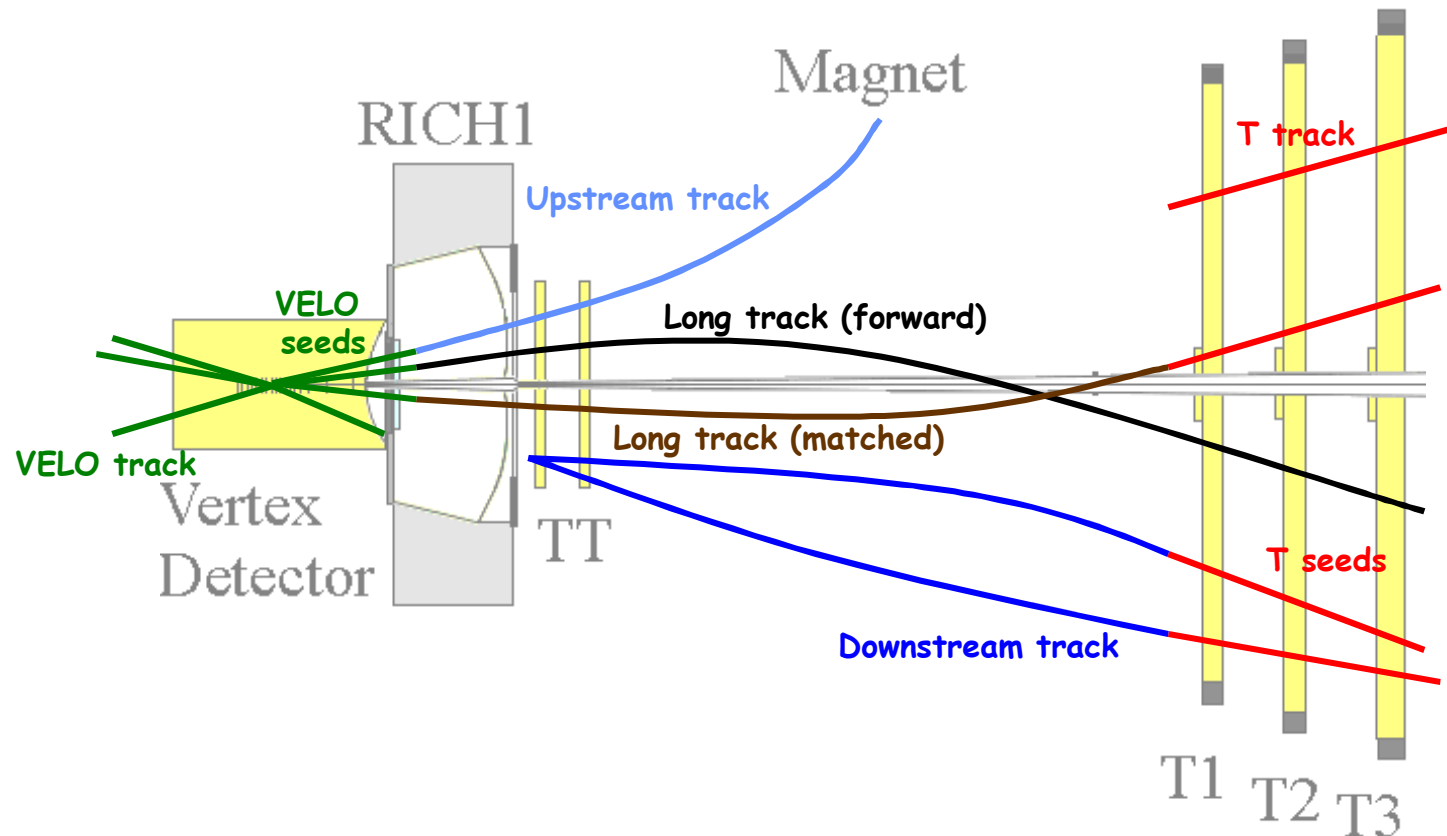 Magnet
RICH1
T track
Upstream track
VELO
seeds
Long track (forward)
Long track (matched)
VELO track
Vertex
Detector
TT
T seeds
Downstream track
T1
T2
T3